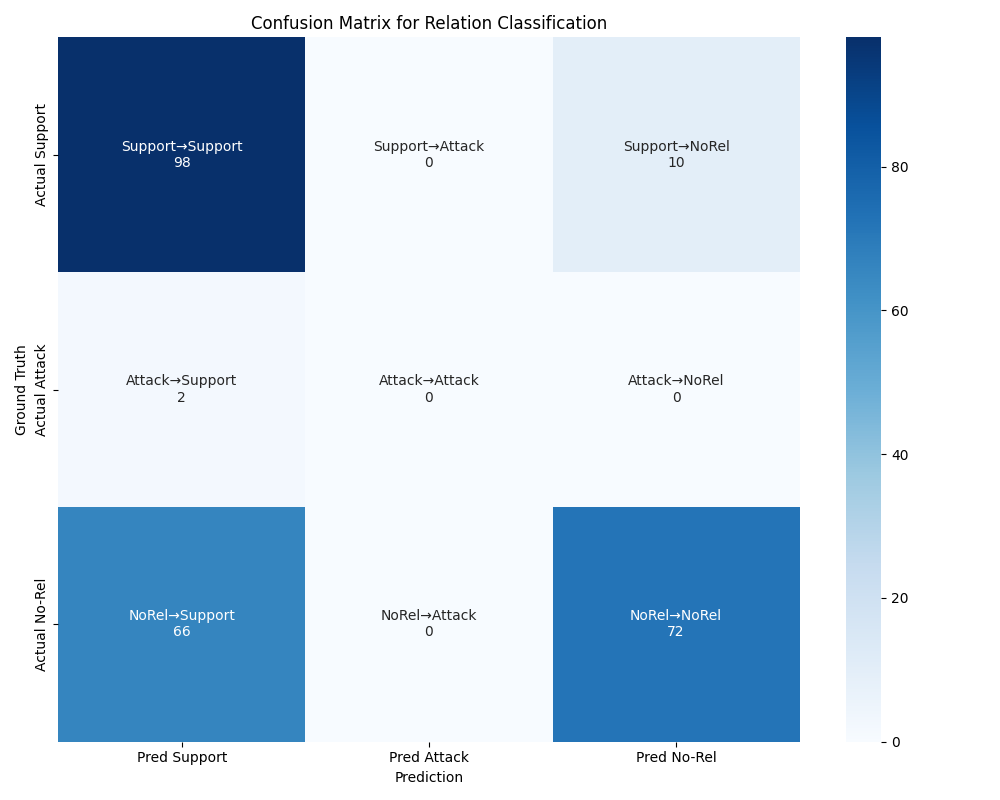 Confusion Matrix for Relation Classification
Ground Truth
Actual Support
Support→Support
98
Support→Attack
0
Support→NoRel
10
Actual Attack
Attack→Support
2
Attack→Attack
0
Attack→NoRel
0
Actual No-Rel
NoRel→Support
66
NoRel→Attack
0
NoRel→NoRel
72
Pred Support
Pred Attack
Pred No-Rel
Prediction
80
60
40
20
0